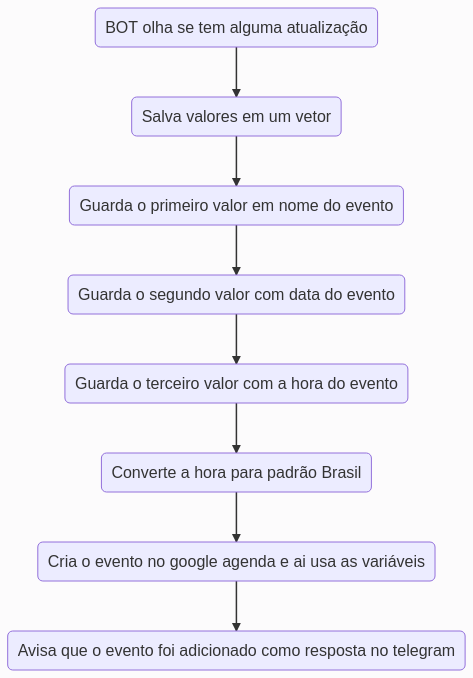 BOT olha se tem alguma atualização
Salva valores em um vetor
Guarda o primeiro valor em nome do evento
Guarda o segundo valor com data do evento
Guarda o terceiro valor com a hora do evento
Converte a hora para padrão Brasil
Cria o evento no google agenda e ai usa as variáveis
Avisa que o evento foi adicionado como resposta no telegram